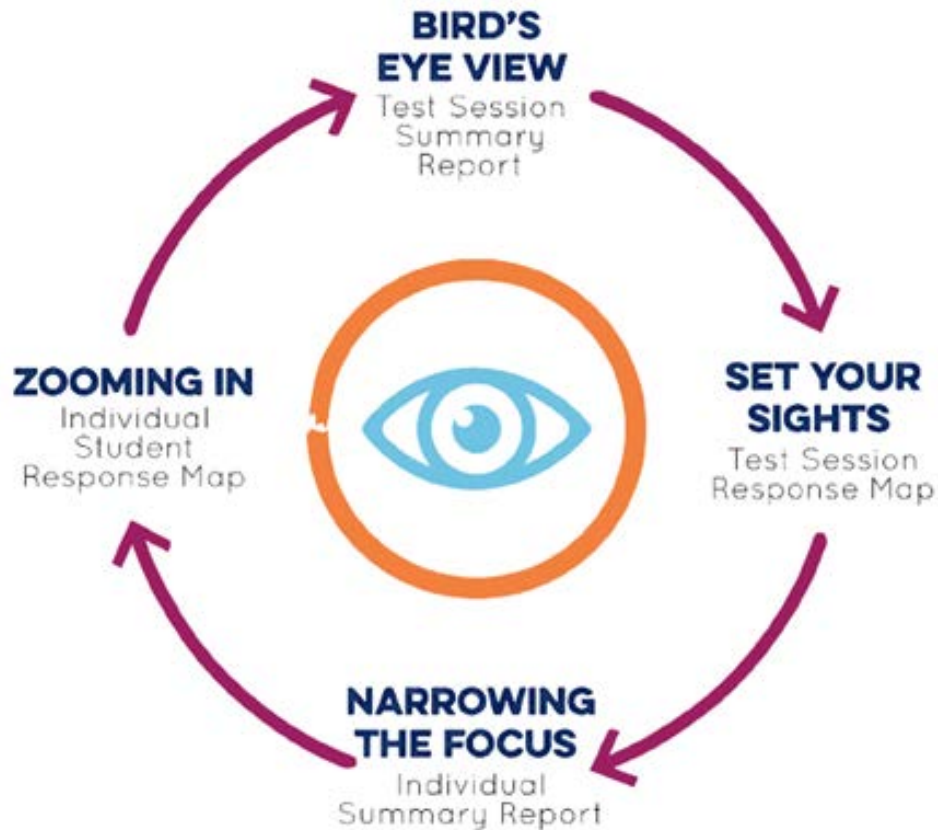 BIRD'S
EYE VIEW
Test Session
Summary
Report
SET YOUR
SIGHTS
Test Session
Response Map
NARROWING
THE FOCUS
Individual
Summary Report
ZOOMING IN
Individual
Student
Response Map